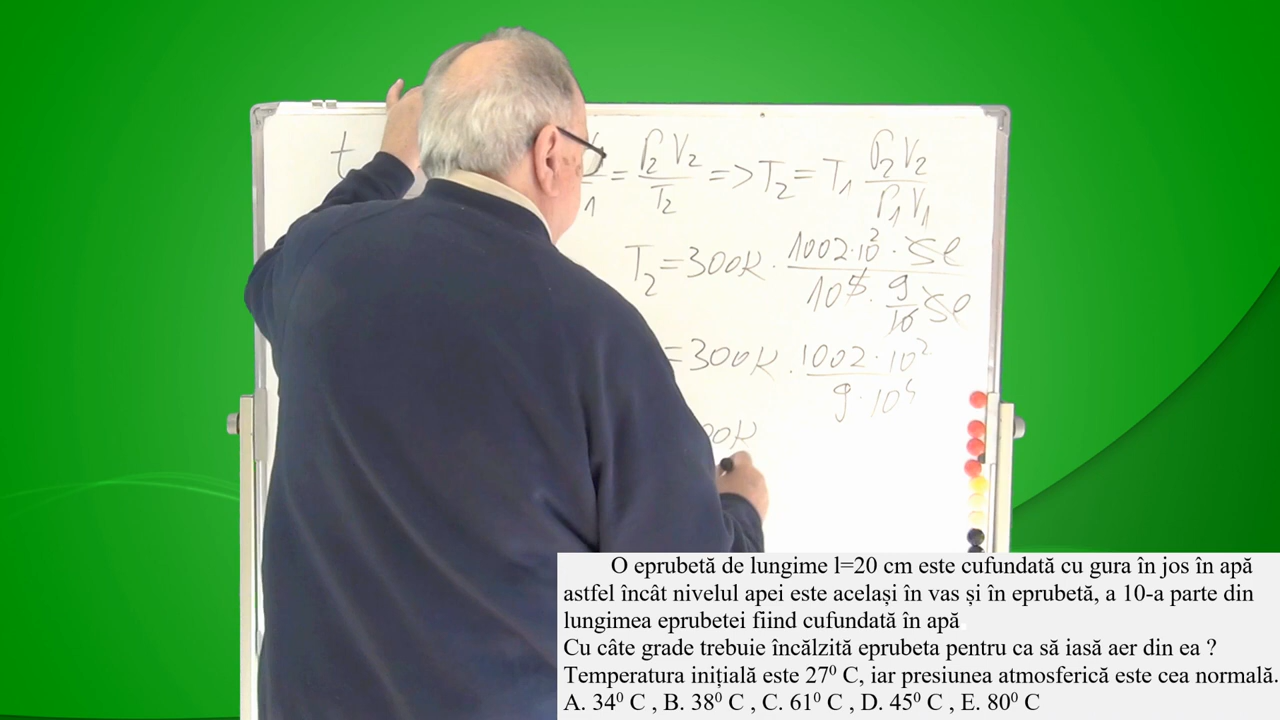 t
= P₂V₂/T₂ => T₂ = T₁ P₂V₂/P₁V₁
T₂ = 300K · 1002·10²·Sl / 10⁵·9/10 Sl
= 300K · 1002·10² / 9·10⁴
00K
O eprubetă de lungime l=20 cm este cufundată cu gura în jos în apă
astfel încât nivelul apei este același în vas și în eprubetă, a 10-a parte din
lungimea eprubetei fiind cufundată în apă
Cu câte grade trebuie încălzită eprubeta pentru ca să iasă aer din ea ?
Temperatura inițială este 27⁰ C, iar presiunea atmosferică este cea normală.
A. 34⁰ C , B. 38⁰ C , C. 61⁰ C , D. 45⁰ C , E. 80⁰ C